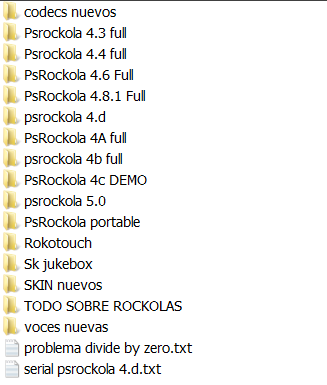 codecs nuevos
Psrockola 4.3 full
Psrockola 4.4 full
PsRockola 4.6 Full
PsRockola 4.8.1 Full
psrockola 4.d
PsRockola 4A full
psrockola 4b full
PsRockola 4c DEMO
psrockola 5.0
PsRockola portable
Rokotouch
Sk jukebox
SKIN nuevos
TODO SOBRE ROCKOLAS
voces nuevas
problema divide by zero.txt
serial psrockola 4.d.txt